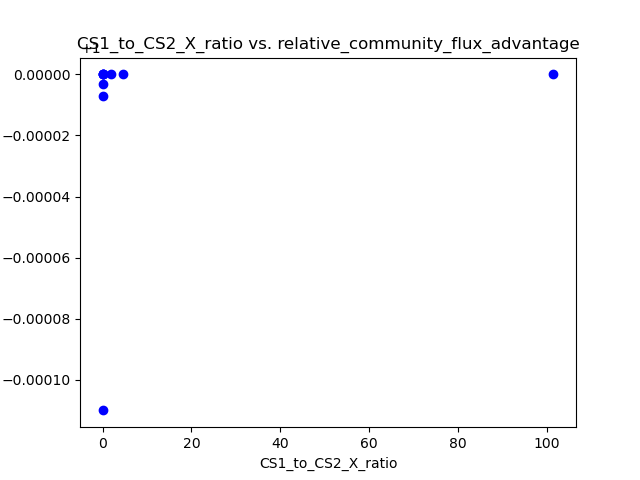 CS1_to_CS2_X_ratio vs. relative_community_flux_advantage
+1
0.00000
−0.00002
−0.00004
−0.00006
−0.00008
−0.00010
0 20 40 60 80 100
CS1_to_CS2_X_ratio